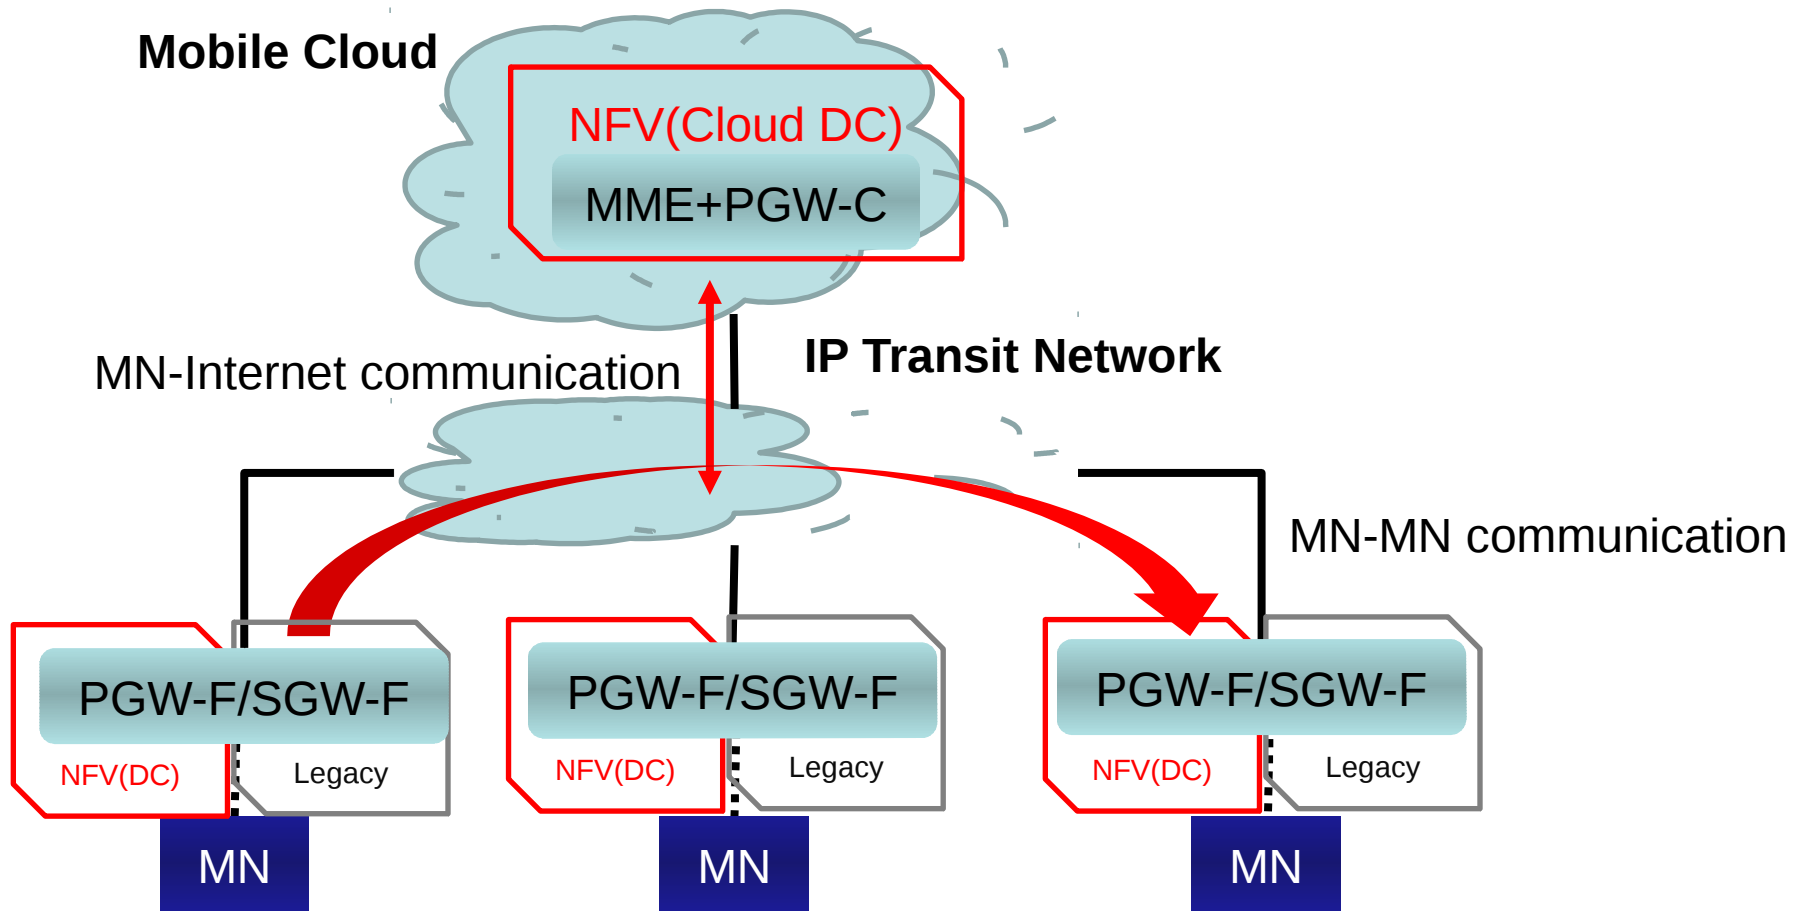 Mobile Cloud
NFV(Cloud DC)
MME+PGW-C
IP Transit Network
MN-Internet communication
MN-MN communication
PGW-F/SGW-F
PGW-F/SGW-F
PGW-F/SGW-F
NFV(DC)
Legacy
NFV(DC)
Legacy
NFV(DC)
Legacy
MN
MN
MN